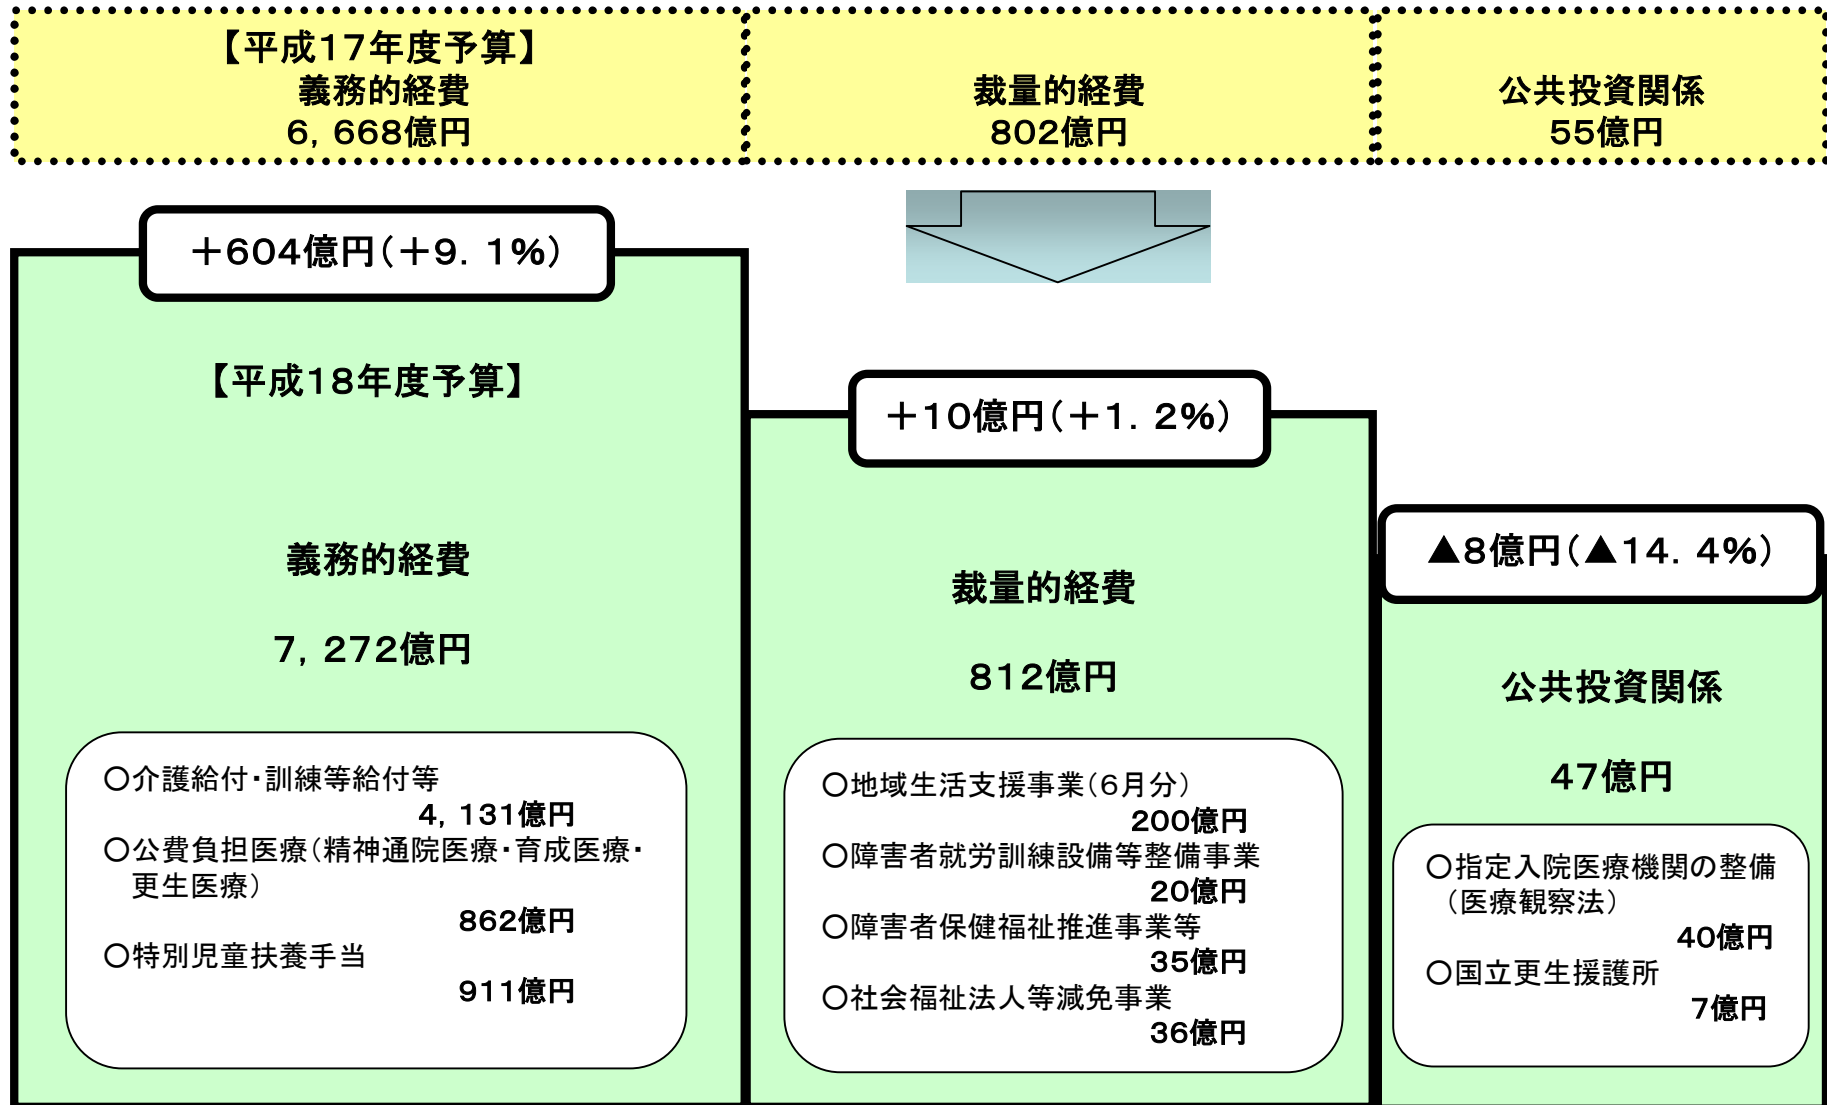 【平成17年度予算】
義務的経費
6, 668億円
裁量的経費
802億円
公共投資関係
55億円
＋604億円（＋9. 1%）
【平成18年度予算】
義務的経費
7, 272億円
〇介護給付・訓練等給付等
4, 131億円
〇公費負担医療（精神通院医療・育成医療・
更生医療）
862億円
〇特別児童扶養手当
911億円
＋10億円（＋1. 2%）
裁量的経費
812億円
〇地域生活支援事業（6月分）
200億円
〇障害者就労訓練設備等整備事業
20億円
〇障害者保健福祉推進事業等
35億円
〇社会福祉法人等減免事業
36億円
▲8億円（▲14. 4%）
公共投資関係
47億円
〇指定入院医療機関の整備
（医療観察法）
40億円
〇国立更生援護所
7億円